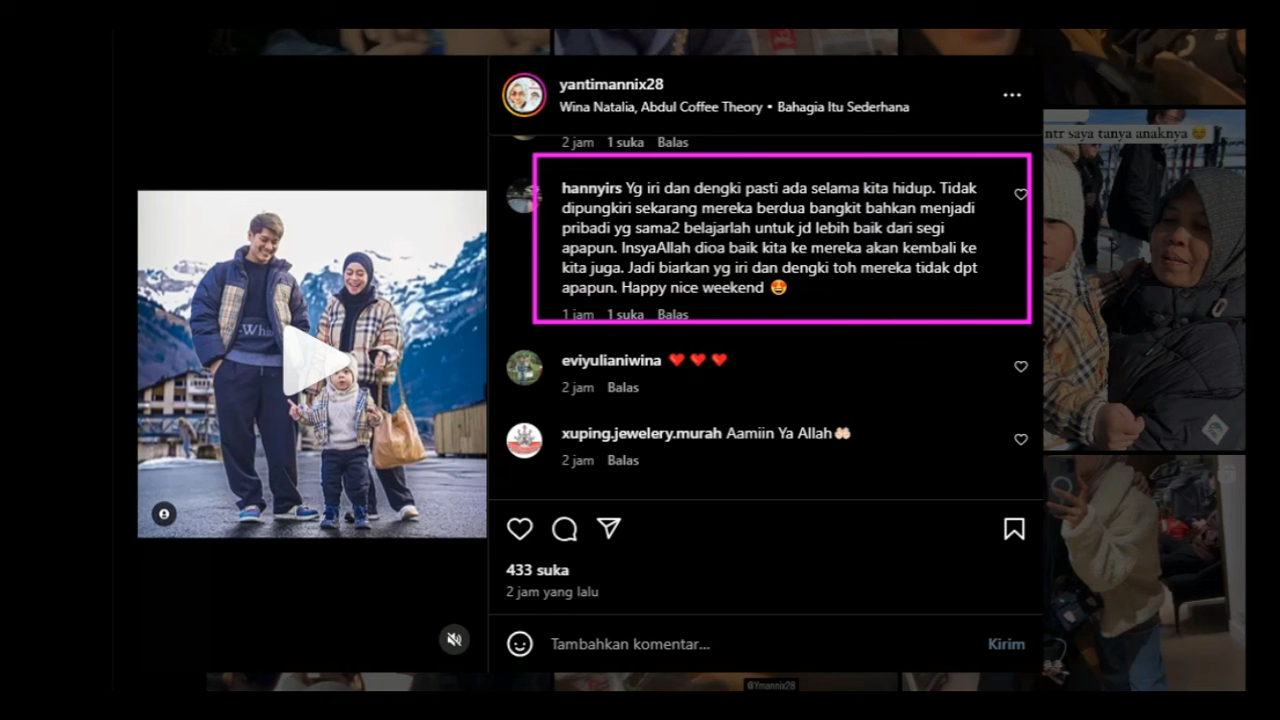 yantimannix28
Wina Natalia, Abdul Coffee Theory • Bahagia Itu Sederhana
2 jam 1 suka Balas
hannyirs Yg iri dan dengki pasti ada selama kita hidup. Tidak
dipungkiri sekarang mereka berdua bangkit bahkan menjadi
pribadi yg sama2 belajarlah untuk jd lebih baik dari segi
apapun. InsyaAllah dioa baik kita ke mereka akan kembali ke
kita juga. Jadi biarkan yg iri dan dengki toh mereka tidak dpt
apapun. Happy nice weekend 🤩
1 jam 1 suka Balas
eviyulianiwina ❤️ ❤️ ❤️
2 jam Balas
xuping.jewelery.murah Aamiin Ya Allah🤲🏻
2 jam Balas
433 suka
2 jam yang lalu
Tambahkan komentar...
Kirim
ntr saya tanya anaknya
@Ymannix28